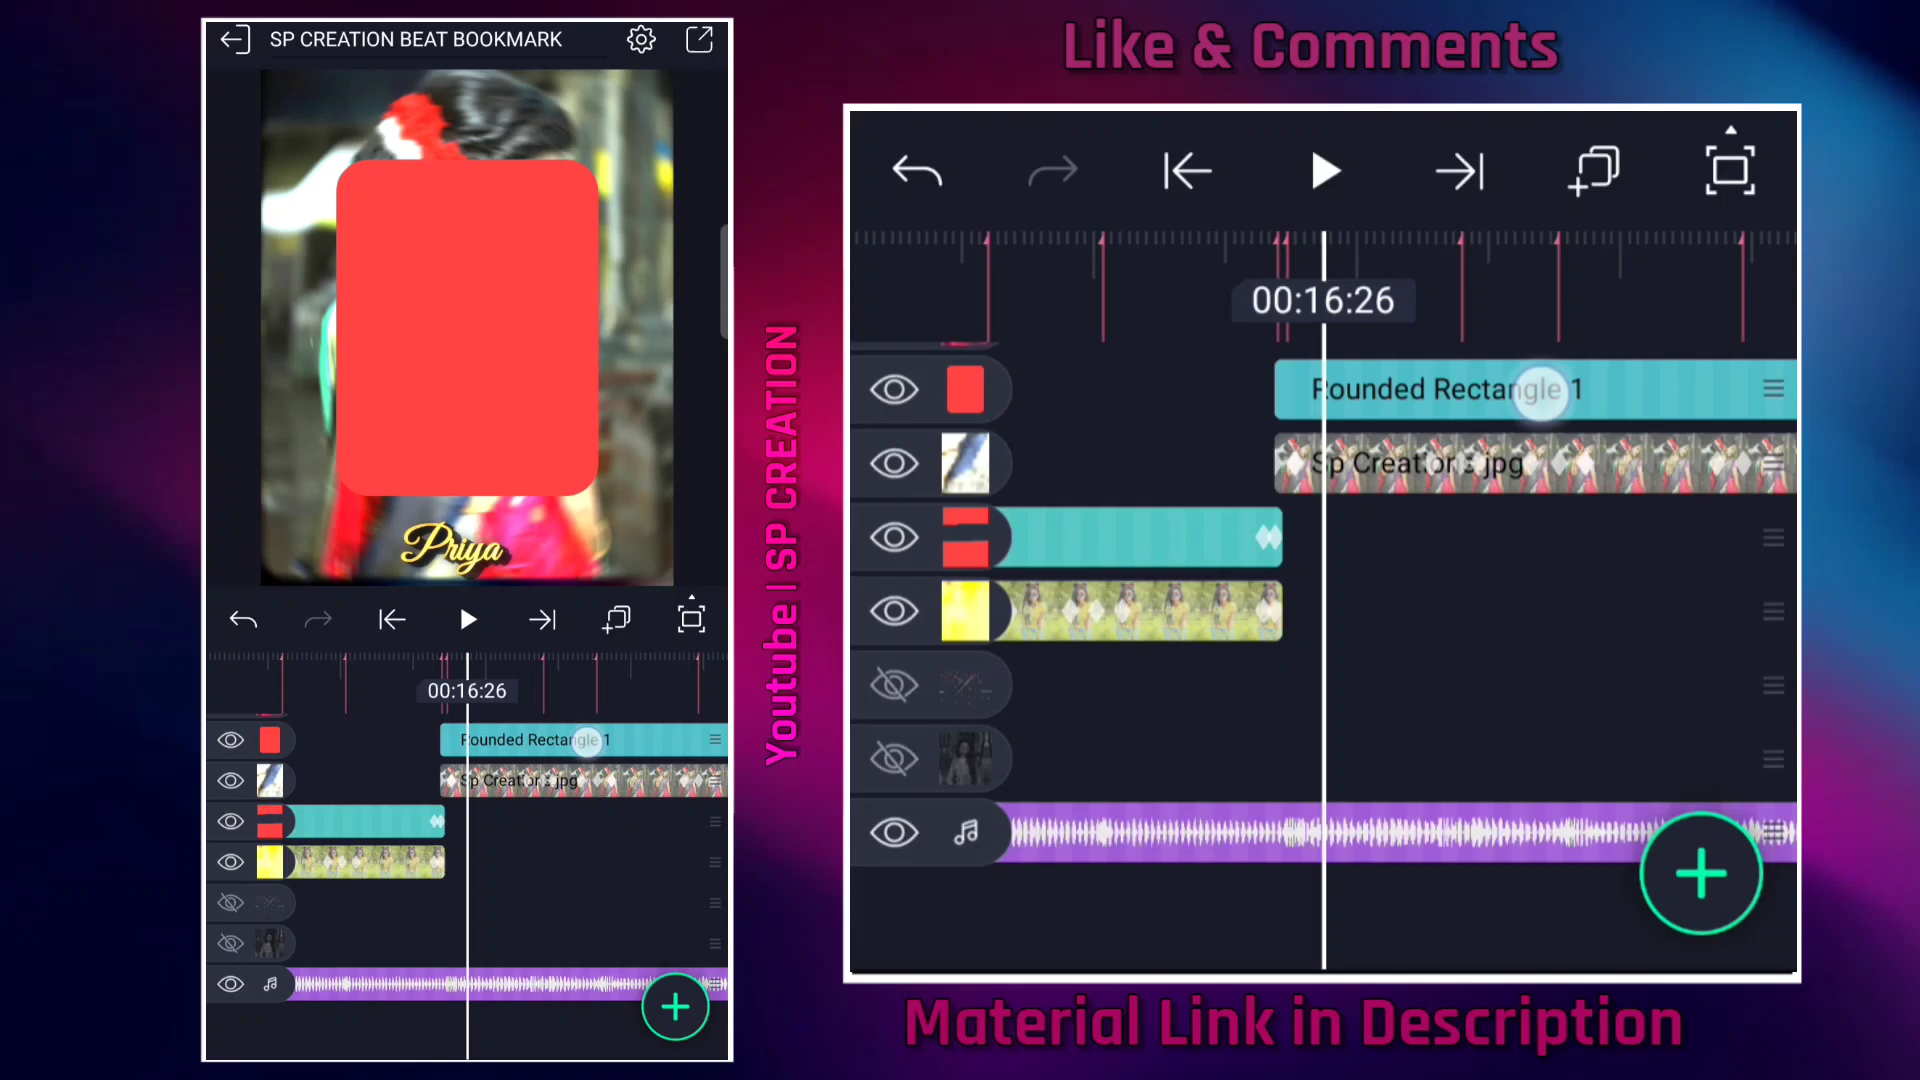 SP CREATION BEAT BOOKMARK
Priya
00:16:26
Rounded Rectangle 1
Sp Creation s.jpg
Youtube | SP CREATION
Like & Comments
00:16:26
Rounded Rectangle 1
Sp Creation s.jpg
Material Link in Description